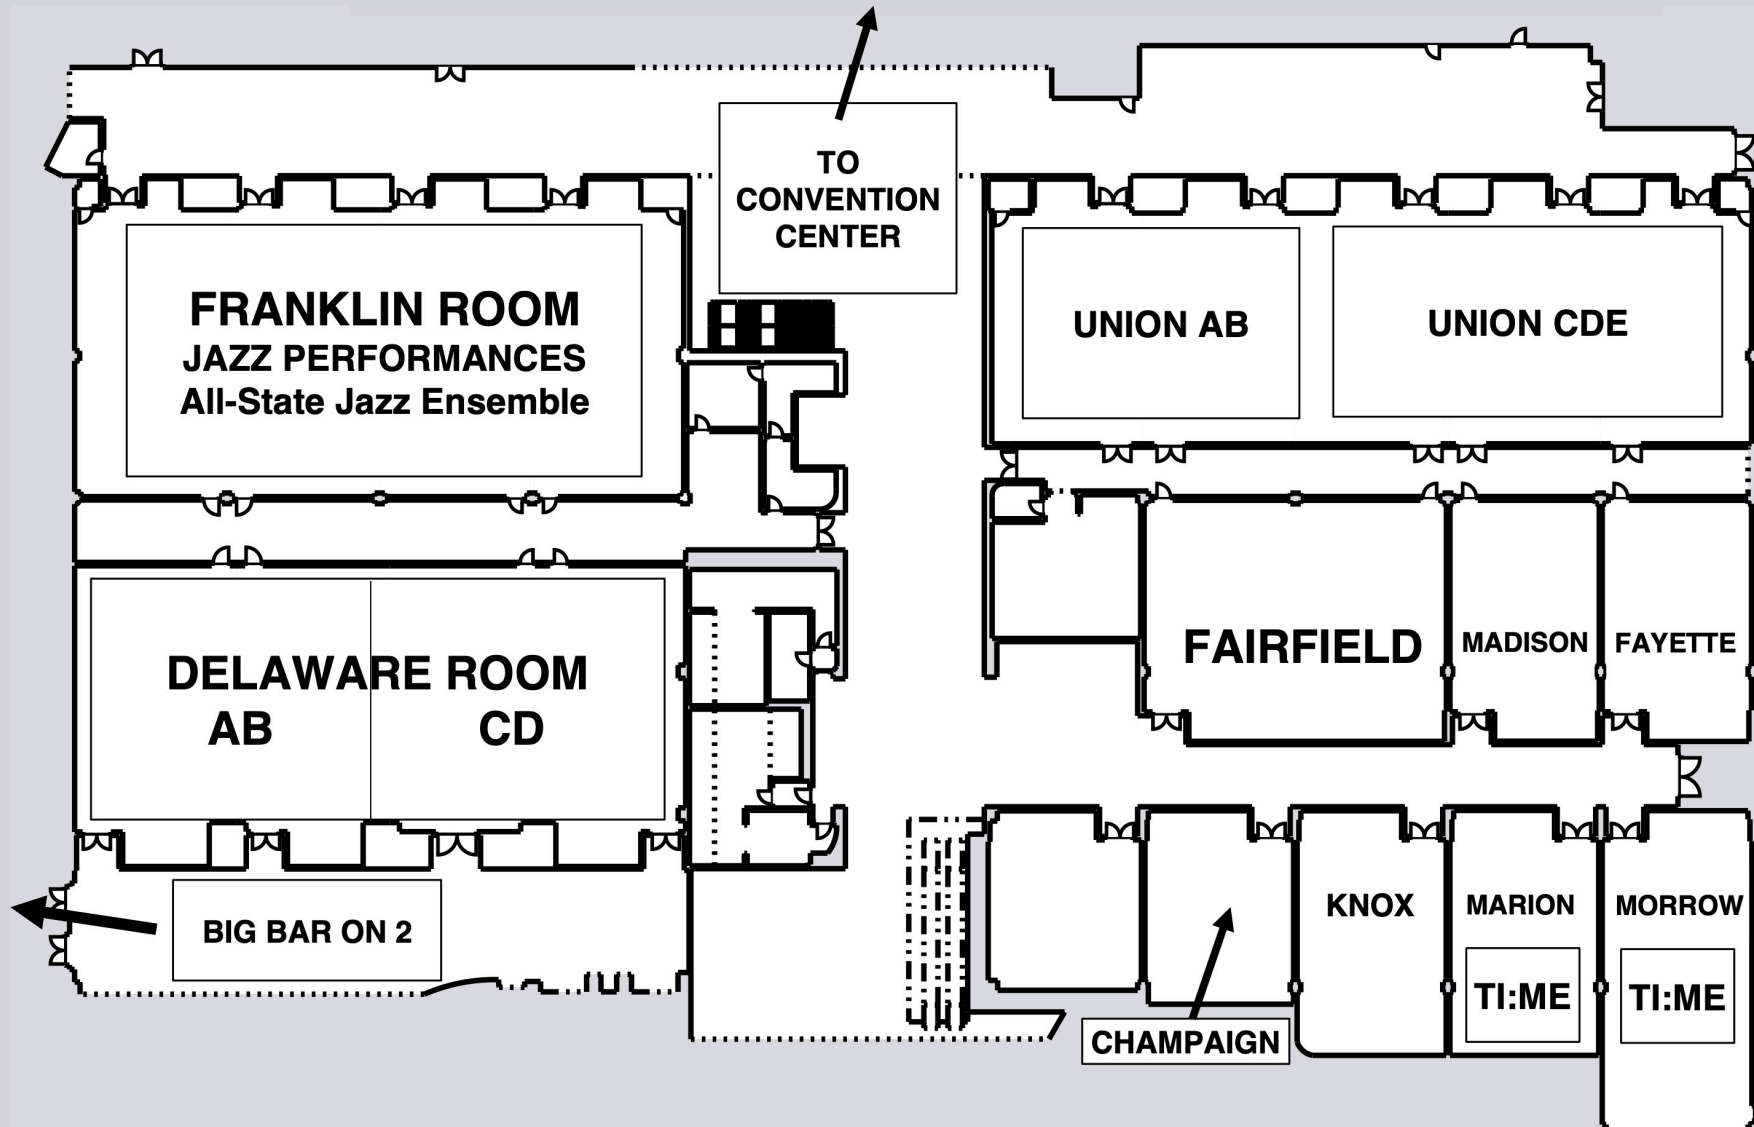 TO
CONVENTION
CENTER
FRANKLIN ROOM
JAZZ PERFORMANCES
All-State Jazz Ensemble
UNION AB
UNION CDE
DELAWARE ROOM
AB CD
FAIRFIELD
MADISON
FAYETTE
BIG BAR ON 2
KNOX
MARION
MORROW
TI:ME
TI:ME
CHAMPAIGN